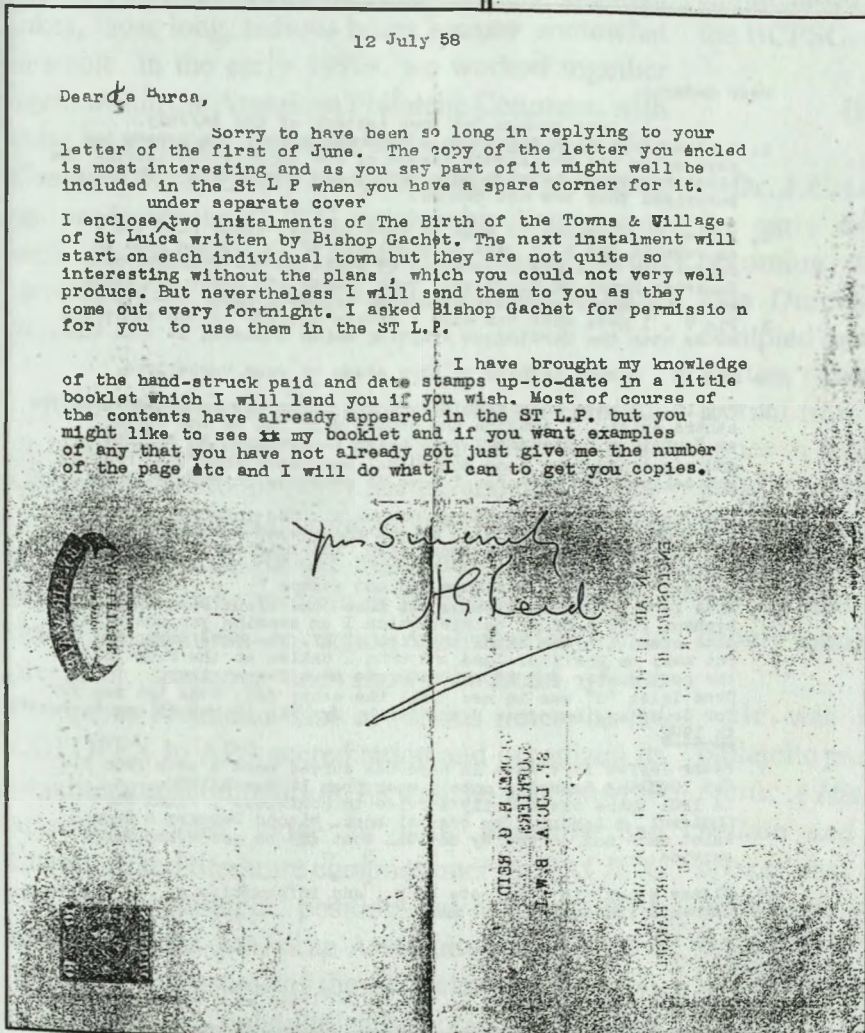 12 July 58
Dear de Buron,
Sorry to have been so long in replying to your
letter of the first of June. The copy of the letter you encled
is most interesting and as you say part of it might well be
included in the St L P when you have a spare corner for it.
under separate cover
I enclose two instalments of The Birth of the Towns & Village
of St Luica written by Bishop Gachet. The next instalment will
start on each individual town but they are not quite so
interesting without the plans , which you could not very well
produce. But nevertheless I will send them to you as they
come out every fortnight. I asked Bishop Gachet for permissio n
for you to use them in the ST L.P.
I have brought my knowledge
of the hand-struck paid and date stamps up-to-date in a little
booklet which I will lend you if you wish. Most of course of
the contents have already appeared in the ST L.P. but you
might like to see my booklet and if you want examples
of any that you have not already got just give me the number
of the page etc and I will do what I can to get you copies.
Yours Sincerely
H.G. Reid
AIR LETTER
H. G. REID
ST. LUCIA. B.W.I.